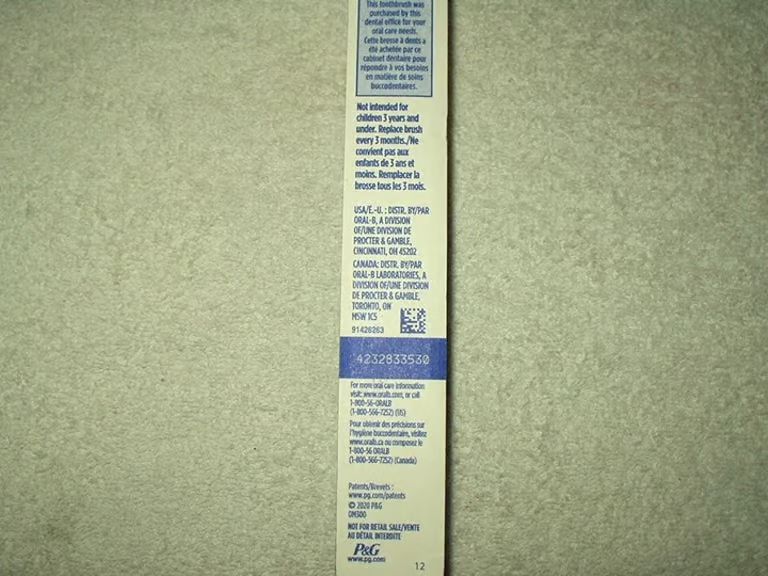 This toothbrush was
purchased by this
dental office for your
oral care needs.
Cette brosse à dents a
été achetée par ce
cabinet dentaire pour
répondre à vos besoins
en matière de soins
buccodentaires.
Not intended for
children 3 years and
under. Replace brush
every 3 months./Ne
convient pas aux
enfants de 3 ans et
moins. Remplacer la
brosse tous les 3 mois.
USA/É.-U. : DISTR. BY/PAR
ORAL-B, A DIVISION
OF/UNE DIVISION DE
PROCTER & GAMBLE,
CINCINNATI, OH 45202
CANADA: DISTR. BY/PAR
ORAL-B LABORATORIES, A
DIVISION OF/UNE DIVISION
DE PROCTER & GAMBLE,
TORONTO, ON
M5W 1C5
91426263
4232833530
For more oral care information
visit: www.oralb.com, or call
1-800-56-ORALB
(1-800-566-7252) (US)
Pour obtenir des précisions sur
l'hygiène buccodentaire, visitez
www.oralb.ca ou composez le
1-800-56 ORALB
(1-800-566-7252) (Canada)
Patents/Brevets :
www.pg.com/patents
© 2020 P&G
OM300
NOT FOR RETAIL SALE/VENTE
AU DÉTAIL INTERDITE
P&G
www.pg.com
12